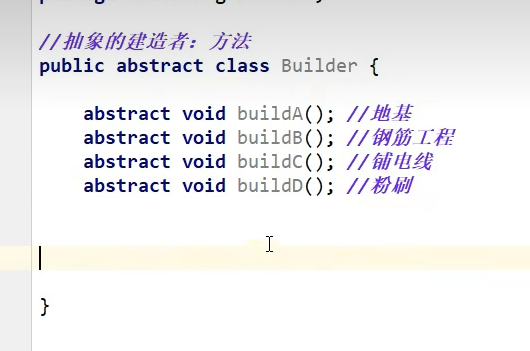 //抽象的建造者：方法
public abstract class Builder {
abstract void buildA(); //地基
abstract void buildB(); //钢筋工程
abstract void buildC(); //铺电线
abstract void buildD(); //粉刷
}